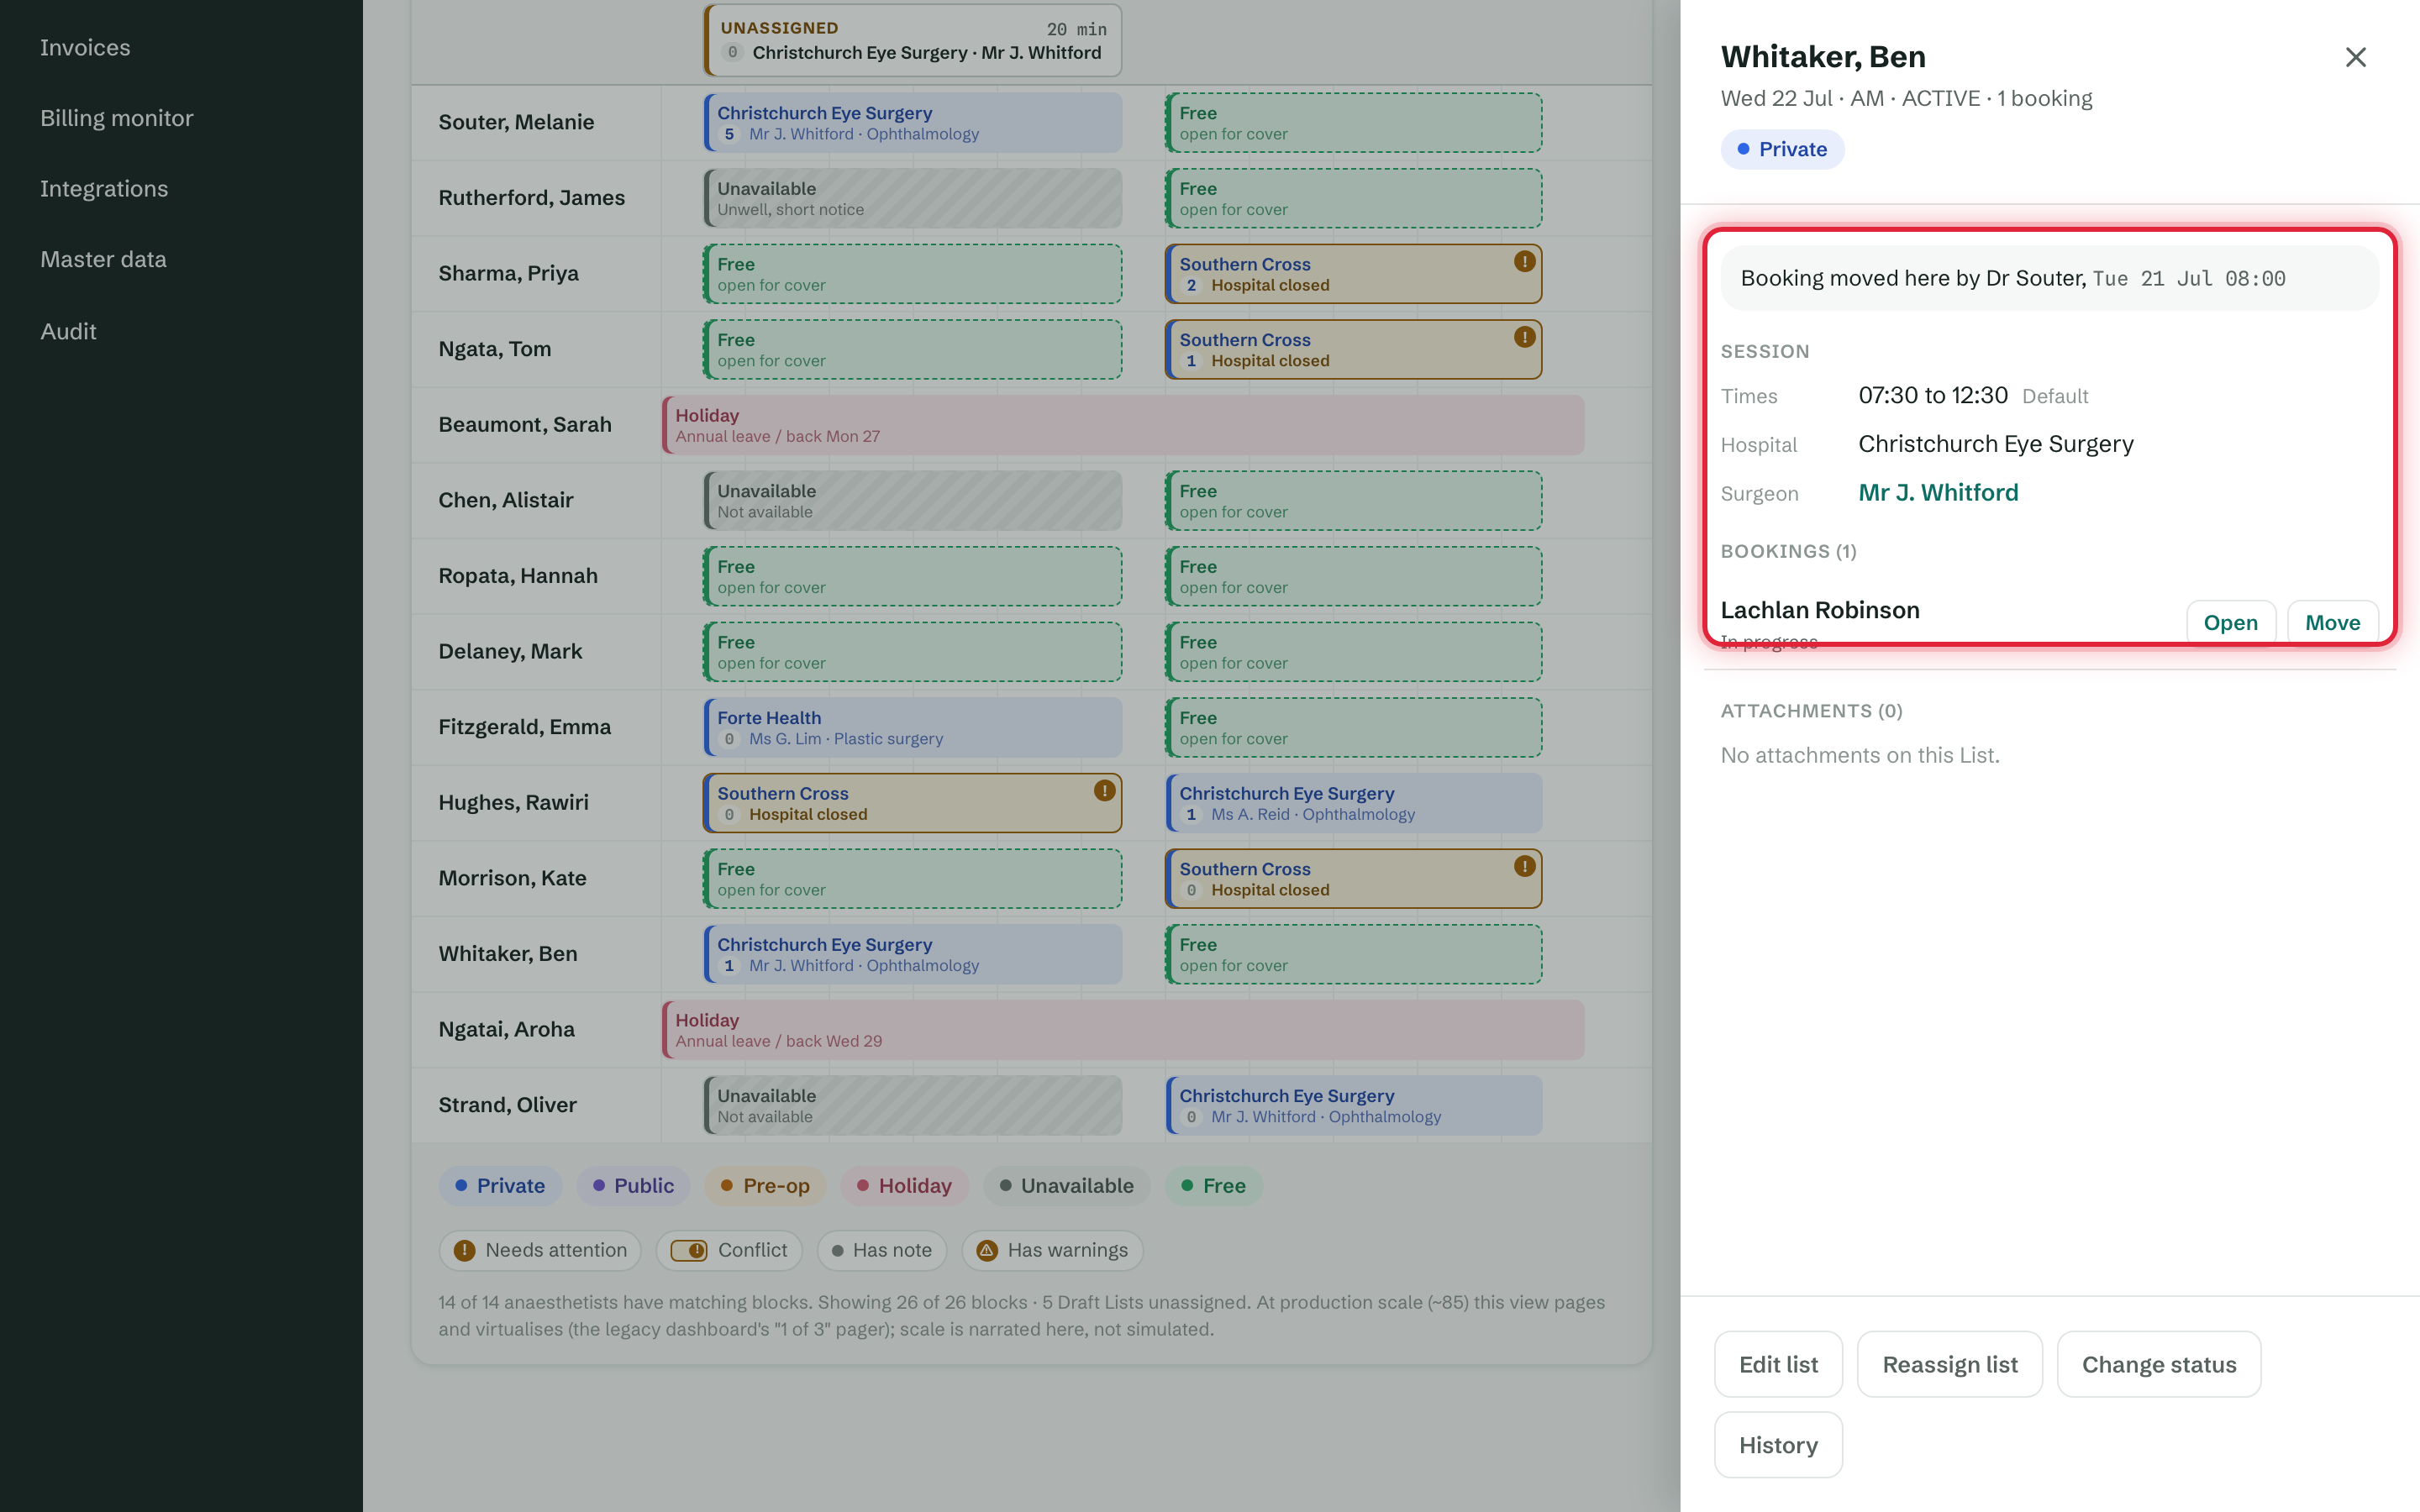 Invoices
Billing monitor
Integrations
Master data
Audit
UNASSIGNED 20 min
0 Christchurch Eye Surgery · Mr J. Whitford
Souter, Melanie
Christchurch Eye Surgery
5 Mr J. Whitford · Ophthalmology
Free
open for cover
Rutherford, James
Unavailable
Unwell, short notice
Free
open for cover
Sharma, Priya
Free
open for cover
Southern Cross !
2 Hospital closed
Ngata, Tom
Free
open for cover
Southern Cross !
1 Hospital closed
Beaumont, Sarah
Holiday
Annual leave / back Mon 27
Chen, Alistair
Unavailable
Not available
Free
open for cover
Ropata, Hannah
Free
open for cover
Free
open for cover
Delaney, Mark
Free
open for cover
Free
open for cover
Fitzgerald, Emma
Forte Health
0 Ms G. Lim · Plastic surgery
Free
open for cover
Hughes, Rawiri
Southern Cross !
0 Hospital closed
Christchurch Eye Surgery
1 Ms A. Reid · Ophthalmology
Morrison, Kate
Free
open for cover
Southern Cross !
0 Hospital closed
Whitaker, Ben
Christchurch Eye Surgery
1 Mr J. Whitford · Ophthalmology
Free
open for cover
Ngatai, Aroha
Holiday
Annual leave / back Wed 29
Strand, Oliver
Unavailable
Not available
Christchurch Eye Surgery
0 Mr J. Whitford · Ophthalmology
Private Public Pre-op Holiday Unavailable Free
! Needs attention ! Conflict Has note Has warnings
14 of 14 anaesthetists have matching blocks. Showing 26 of 26 blocks · 5 Draft Lists unassigned. At production scale (~85) this view pages
and virtualises (the legacy dashboard's "1 of 3" pager); scale is narrated here, not simulated.
Whitaker, Ben
Wed 22 Jul · AM · ACTIVE · 1 booking
Private
Booking moved here by Dr Souter, Tue 21 Jul 08:00
SESSION
Times 07:30 to 12:30 Default
Hospital Christchurch Eye Surgery
Surgeon Mr J. Whitford
BOOKINGS (1)
Lachlan Robinson
In progress
Open Move
ATTACHMENTS (0)
No attachments on this List.
Edit list Reassign list Change status
History